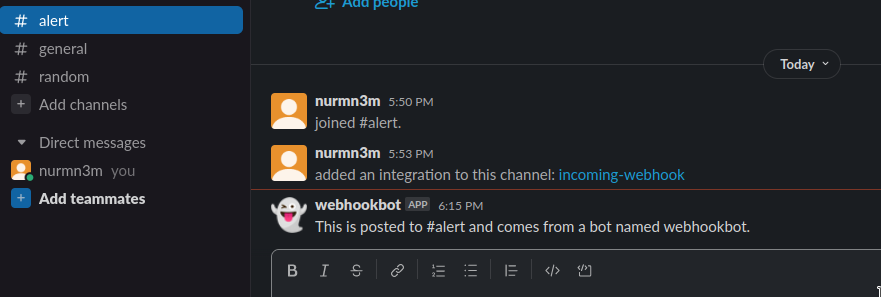 # alert
# general
# random
+ Add channels
Direct messages
nurmn3m you
+ Add teammates
Add people
Today
nurmn3m 5:50 PM
joined #alert.
nurmn3m 5:53 PM
added an integration to this channel: incoming-webhook
webhookbot APP 6:15 PM
This is posted to #alert and comes from a bot named webhookbot.
B I S